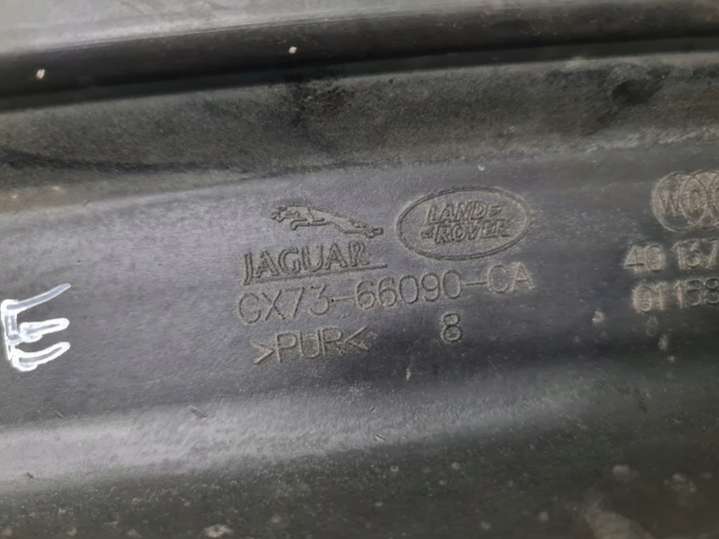 JAGUAR
LAND-
-ROVER
CX73-66090-CA
>PUR<
8